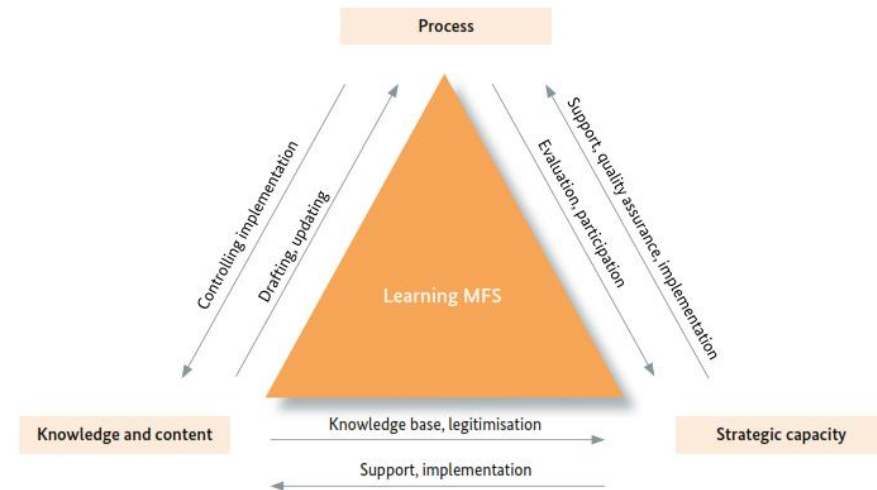 Process
Controlling implementation
Drafting, updating
Evaluation, participation
Support, quality assurance, implementation
Learning MFS
Knowledge and content
Knowledge base, legitimisation
Strategic capacity
Support, implementation